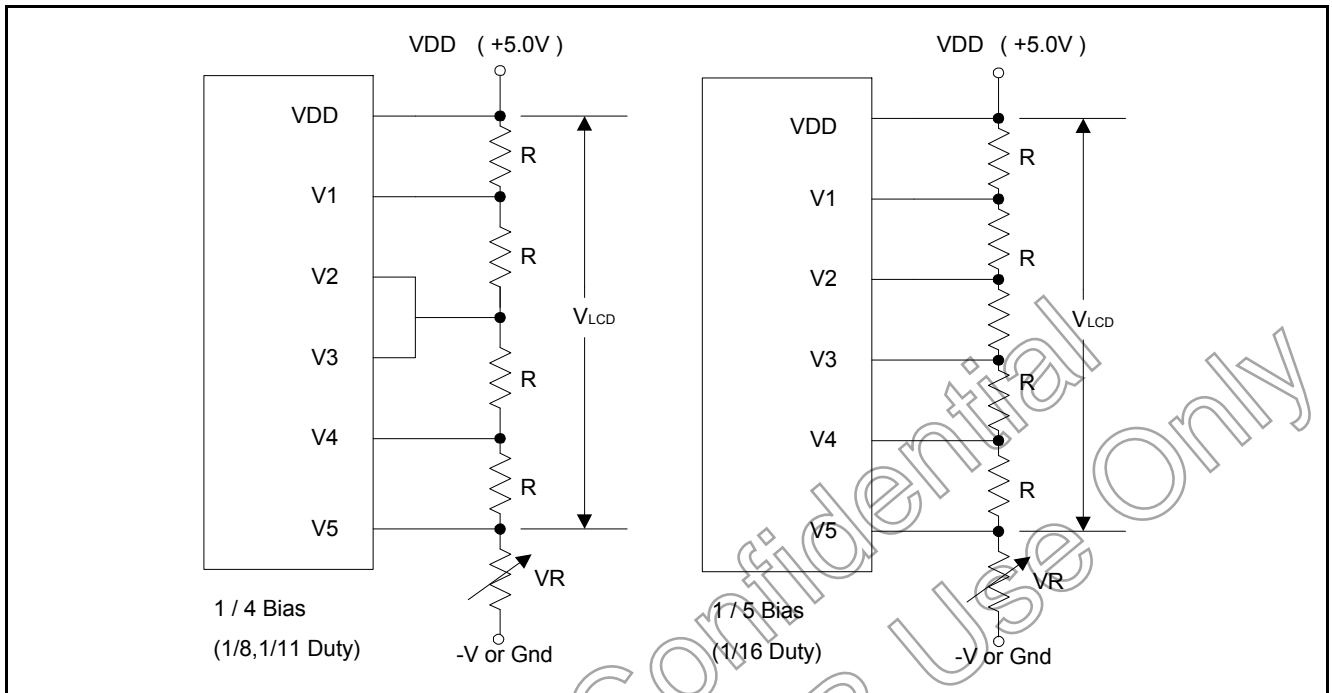 VDD ( +5.0V )
VDD
R
V1
R
V2
VLCD
V3
R
V4
R
V5
VR
1 / 4 Bias
(1/8,1/11 Duty)
-V or Gnd
VDD ( +5.0V )
VDD
R
V1
R
V2
VLCD
V3
R
V4
R
V5
VR
1 / 5 Bias
(1/16 Duty)
-V or Gnd
Confidential
Use Only